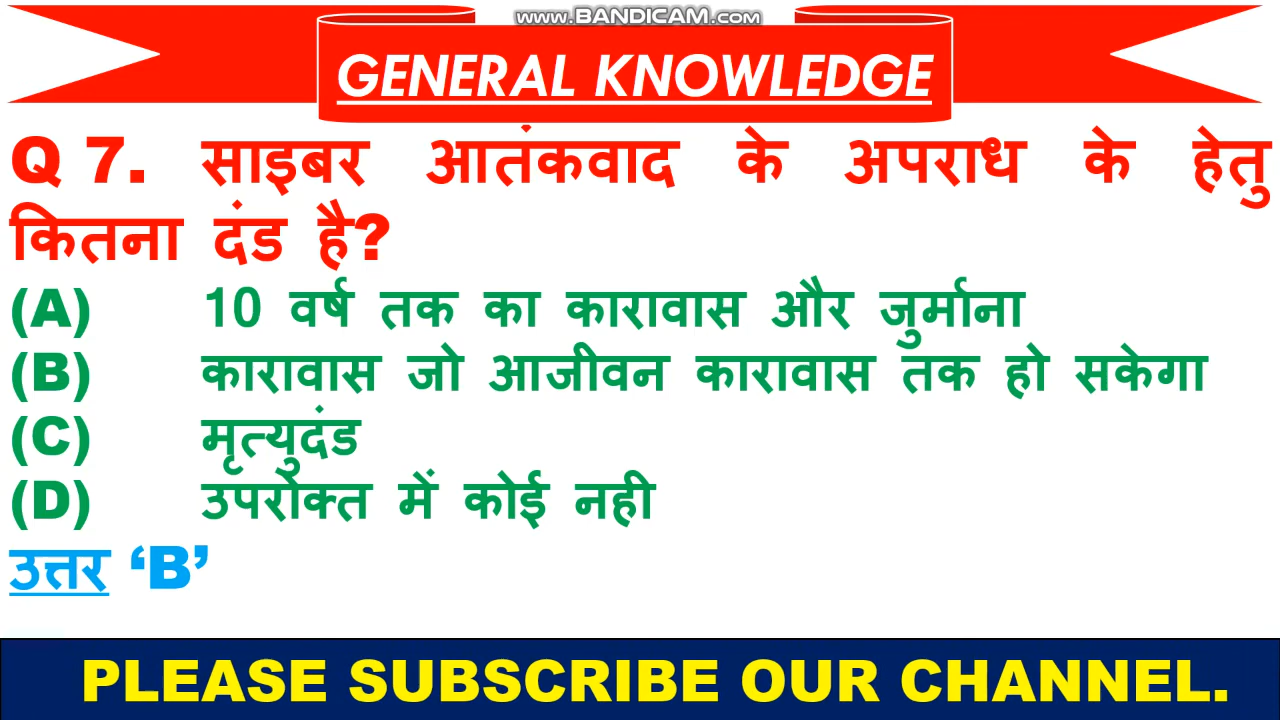 www.BANDICAM.com
GENERAL KNOWLEDGE
Q 7. साइबर आतंकवाद के अपराध के हेतु
कितना दंड है?
(A) 10 वर्ष तक का कारावास और जुर्माना
(B) कारावास जो आजीवन कारावास तक हो सकेगा
(C) मृत्युदंड
(D) उपरोक्त में कोई नही
उत्तर ‘B’
PLEASE SUBSCRIBE OUR CHANNEL.